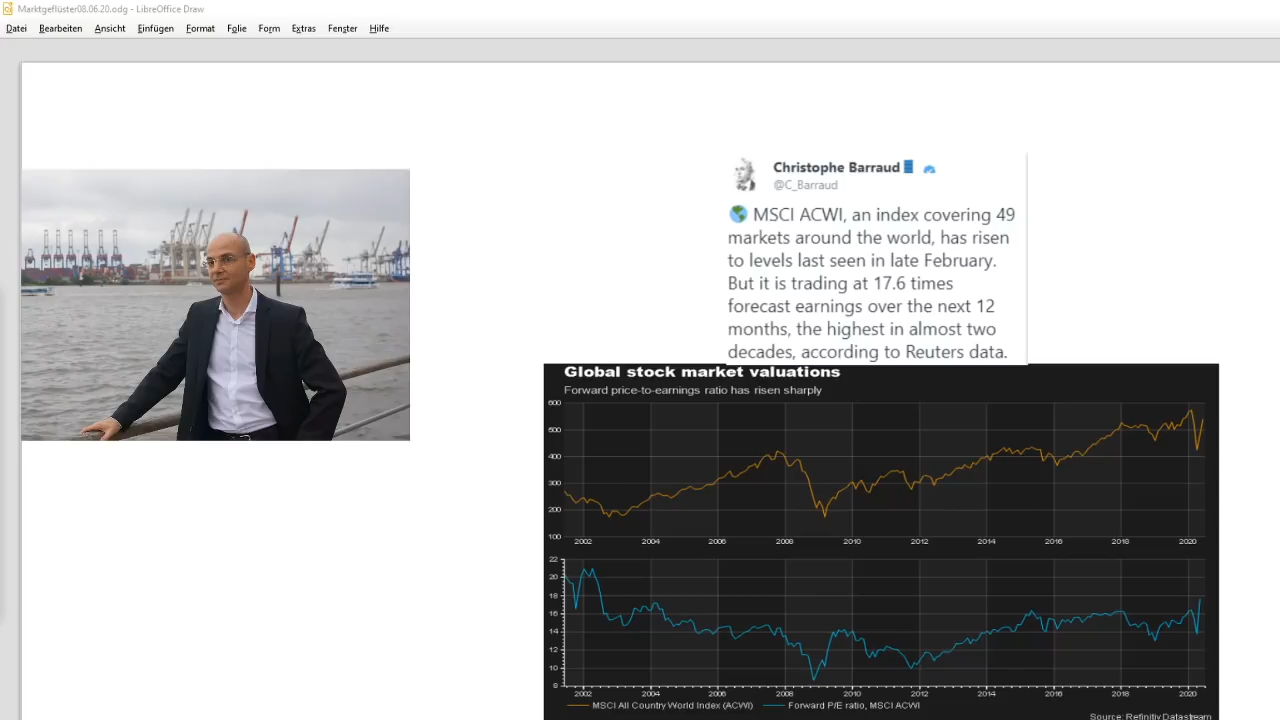 Marktgeflüster08.06.20.odg - LibreOffice Draw
Datei Bearbeiten Ansicht Einfügen Format Folie Form Extras Fenster Hilfe
Christophe Barraud
@C_Barraud
MSCI ACWI, an index covering 49
markets around the world, has risen
to levels last seen in late February.
But it is trading at 17.6 times
forecast earnings over the next 12
months, the highest in almost two
decades, according to Reuters data.
Global stock market valuations
Forward price-to-earnings ratio has risen sharply
600
500
400
300
200
100
2002 2004 2006 2008 2010 2012 2014 2016 2018 2020
22
20
18
16
14
12
10
8
2002 2004 2006 2008 2010 2012 2014 2016 2018 2020
MSCI All Country World Index (ACWI) Forward P/E ratio, MSCI ACWI
Source: Refinitiv Datastream